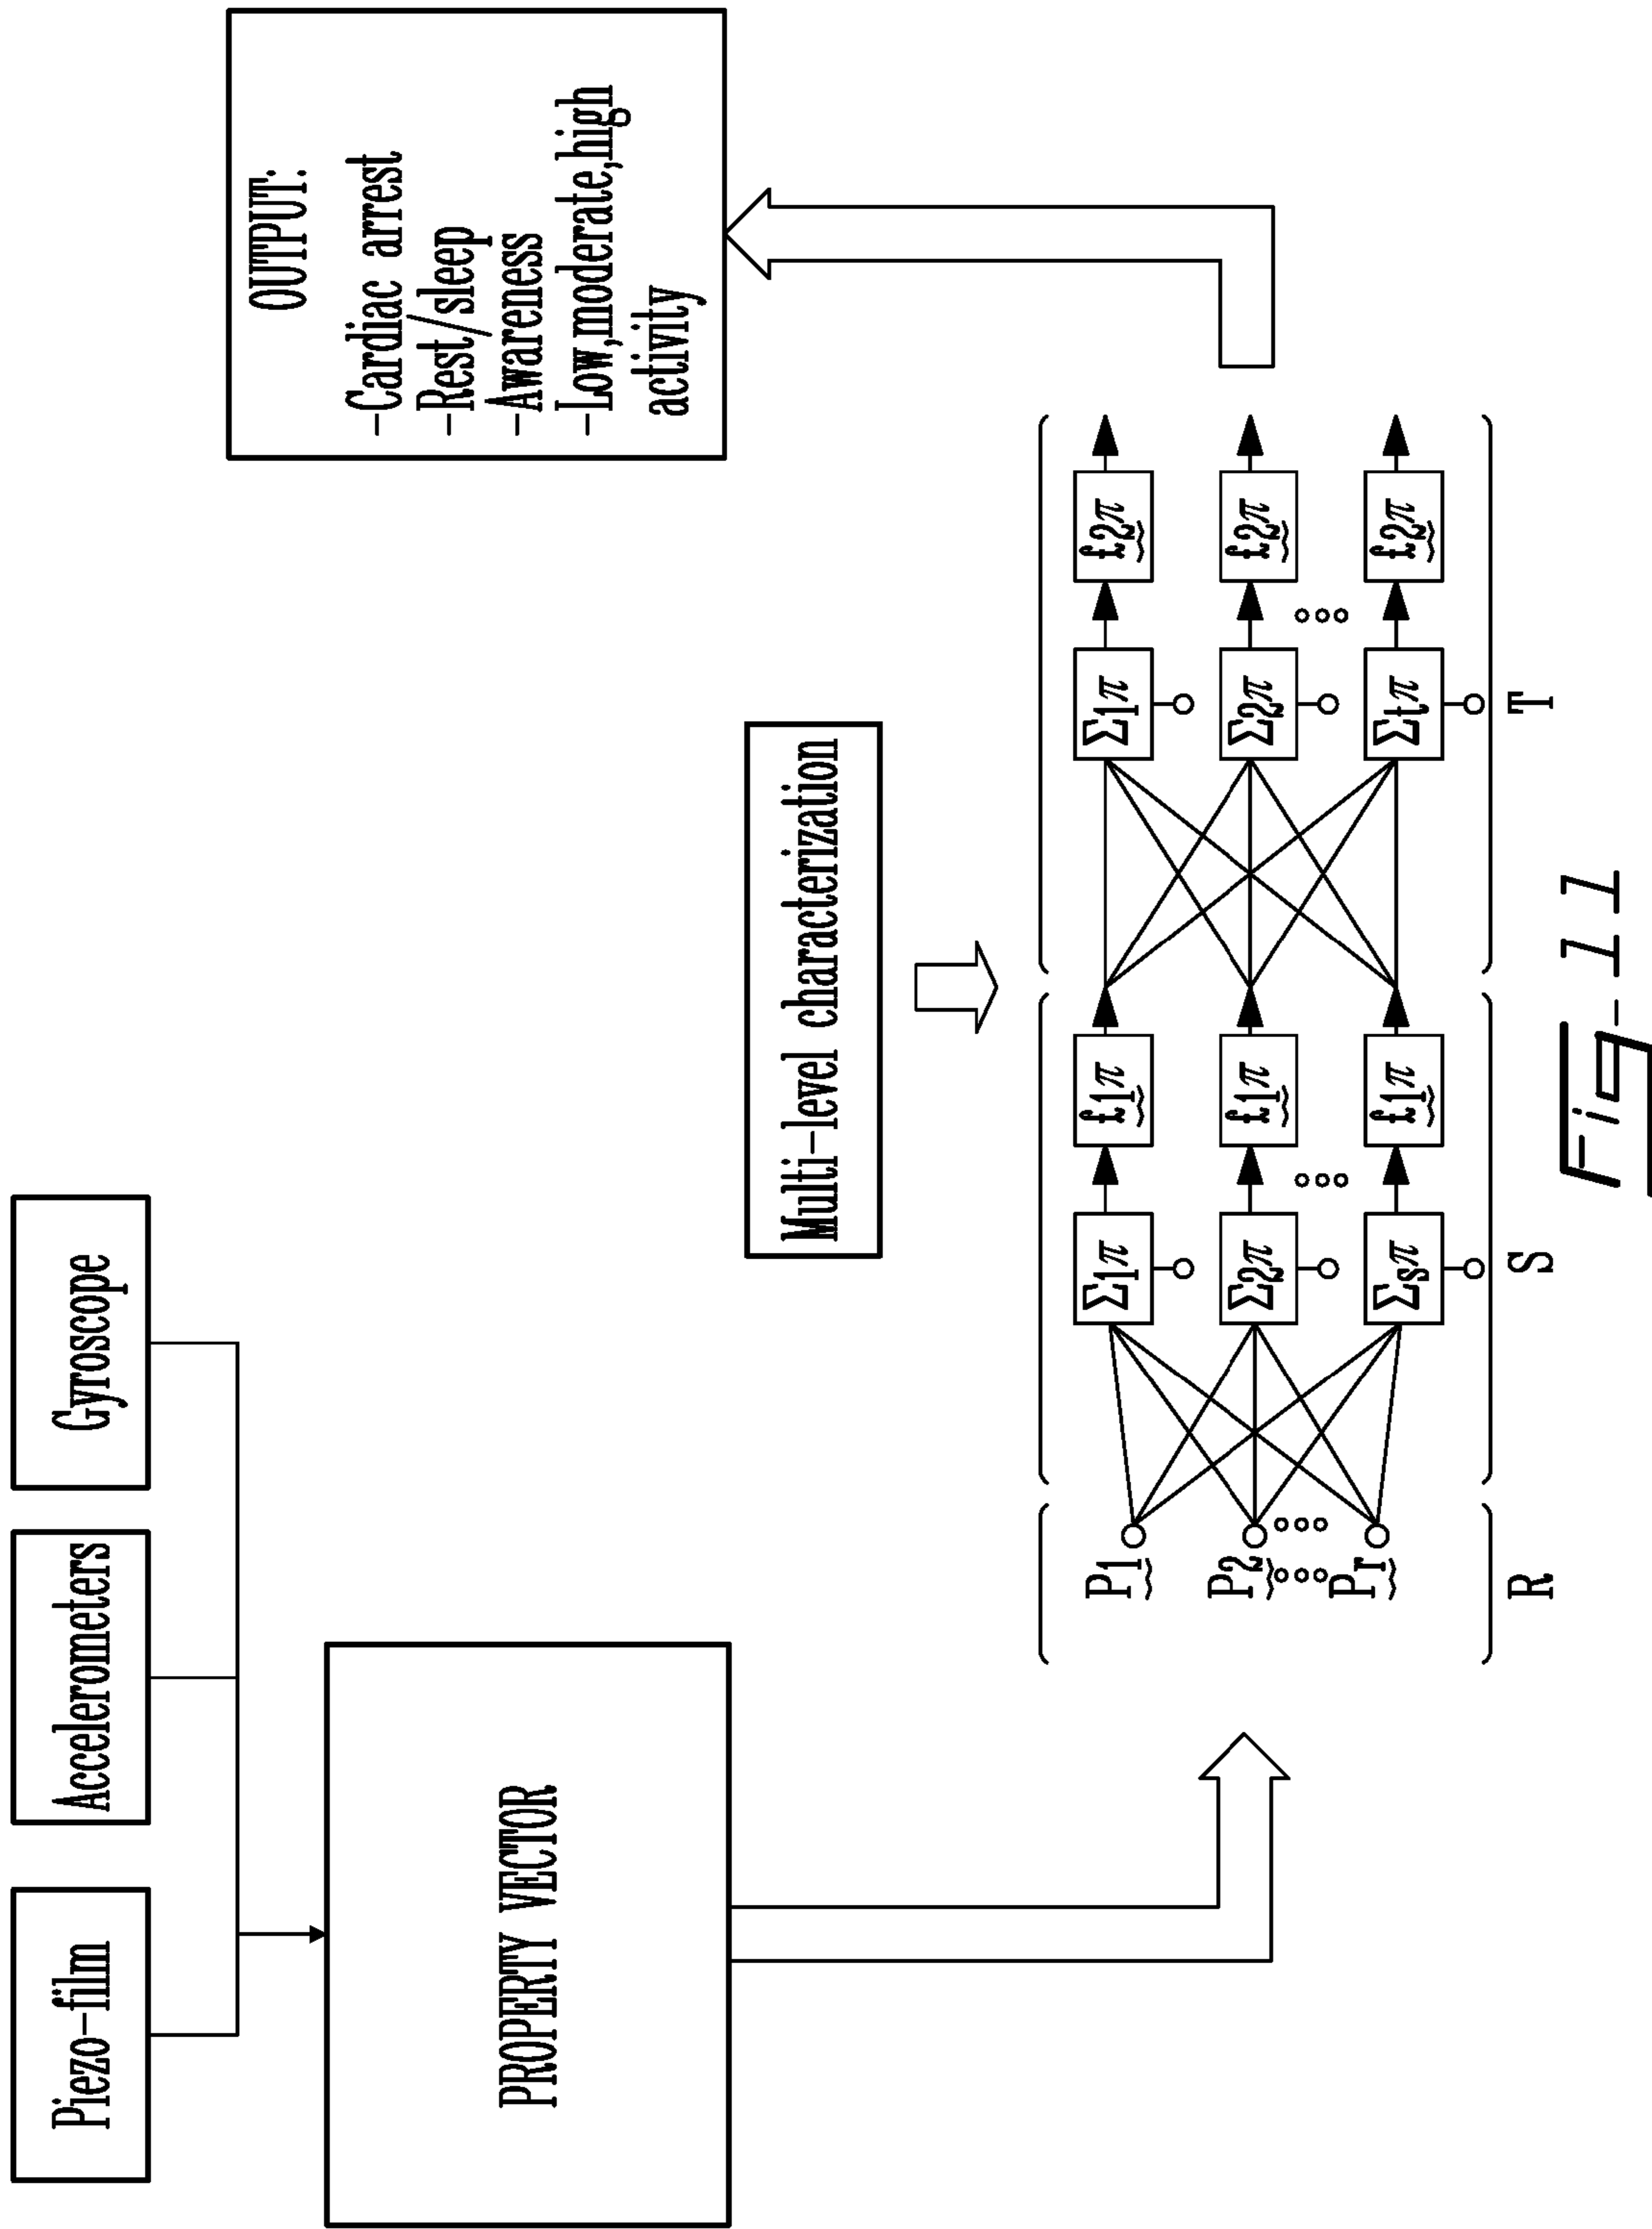 Piezo-film
Accelerometers
Gyroscope
PROPERTY VECTOR
OUTPUT:
-Cardiac arrest
-Rest/sleep
-Awareness
-Low,moderate,high
activity
Multi-level characterization
P1
P2
Pr
Σ1π
Σ2π
Σsπ
f1π
f1π
f1π
Σ1π
Σ2π
Σtπ
f2π
f2π
f2π
R
S
T
Fig-11